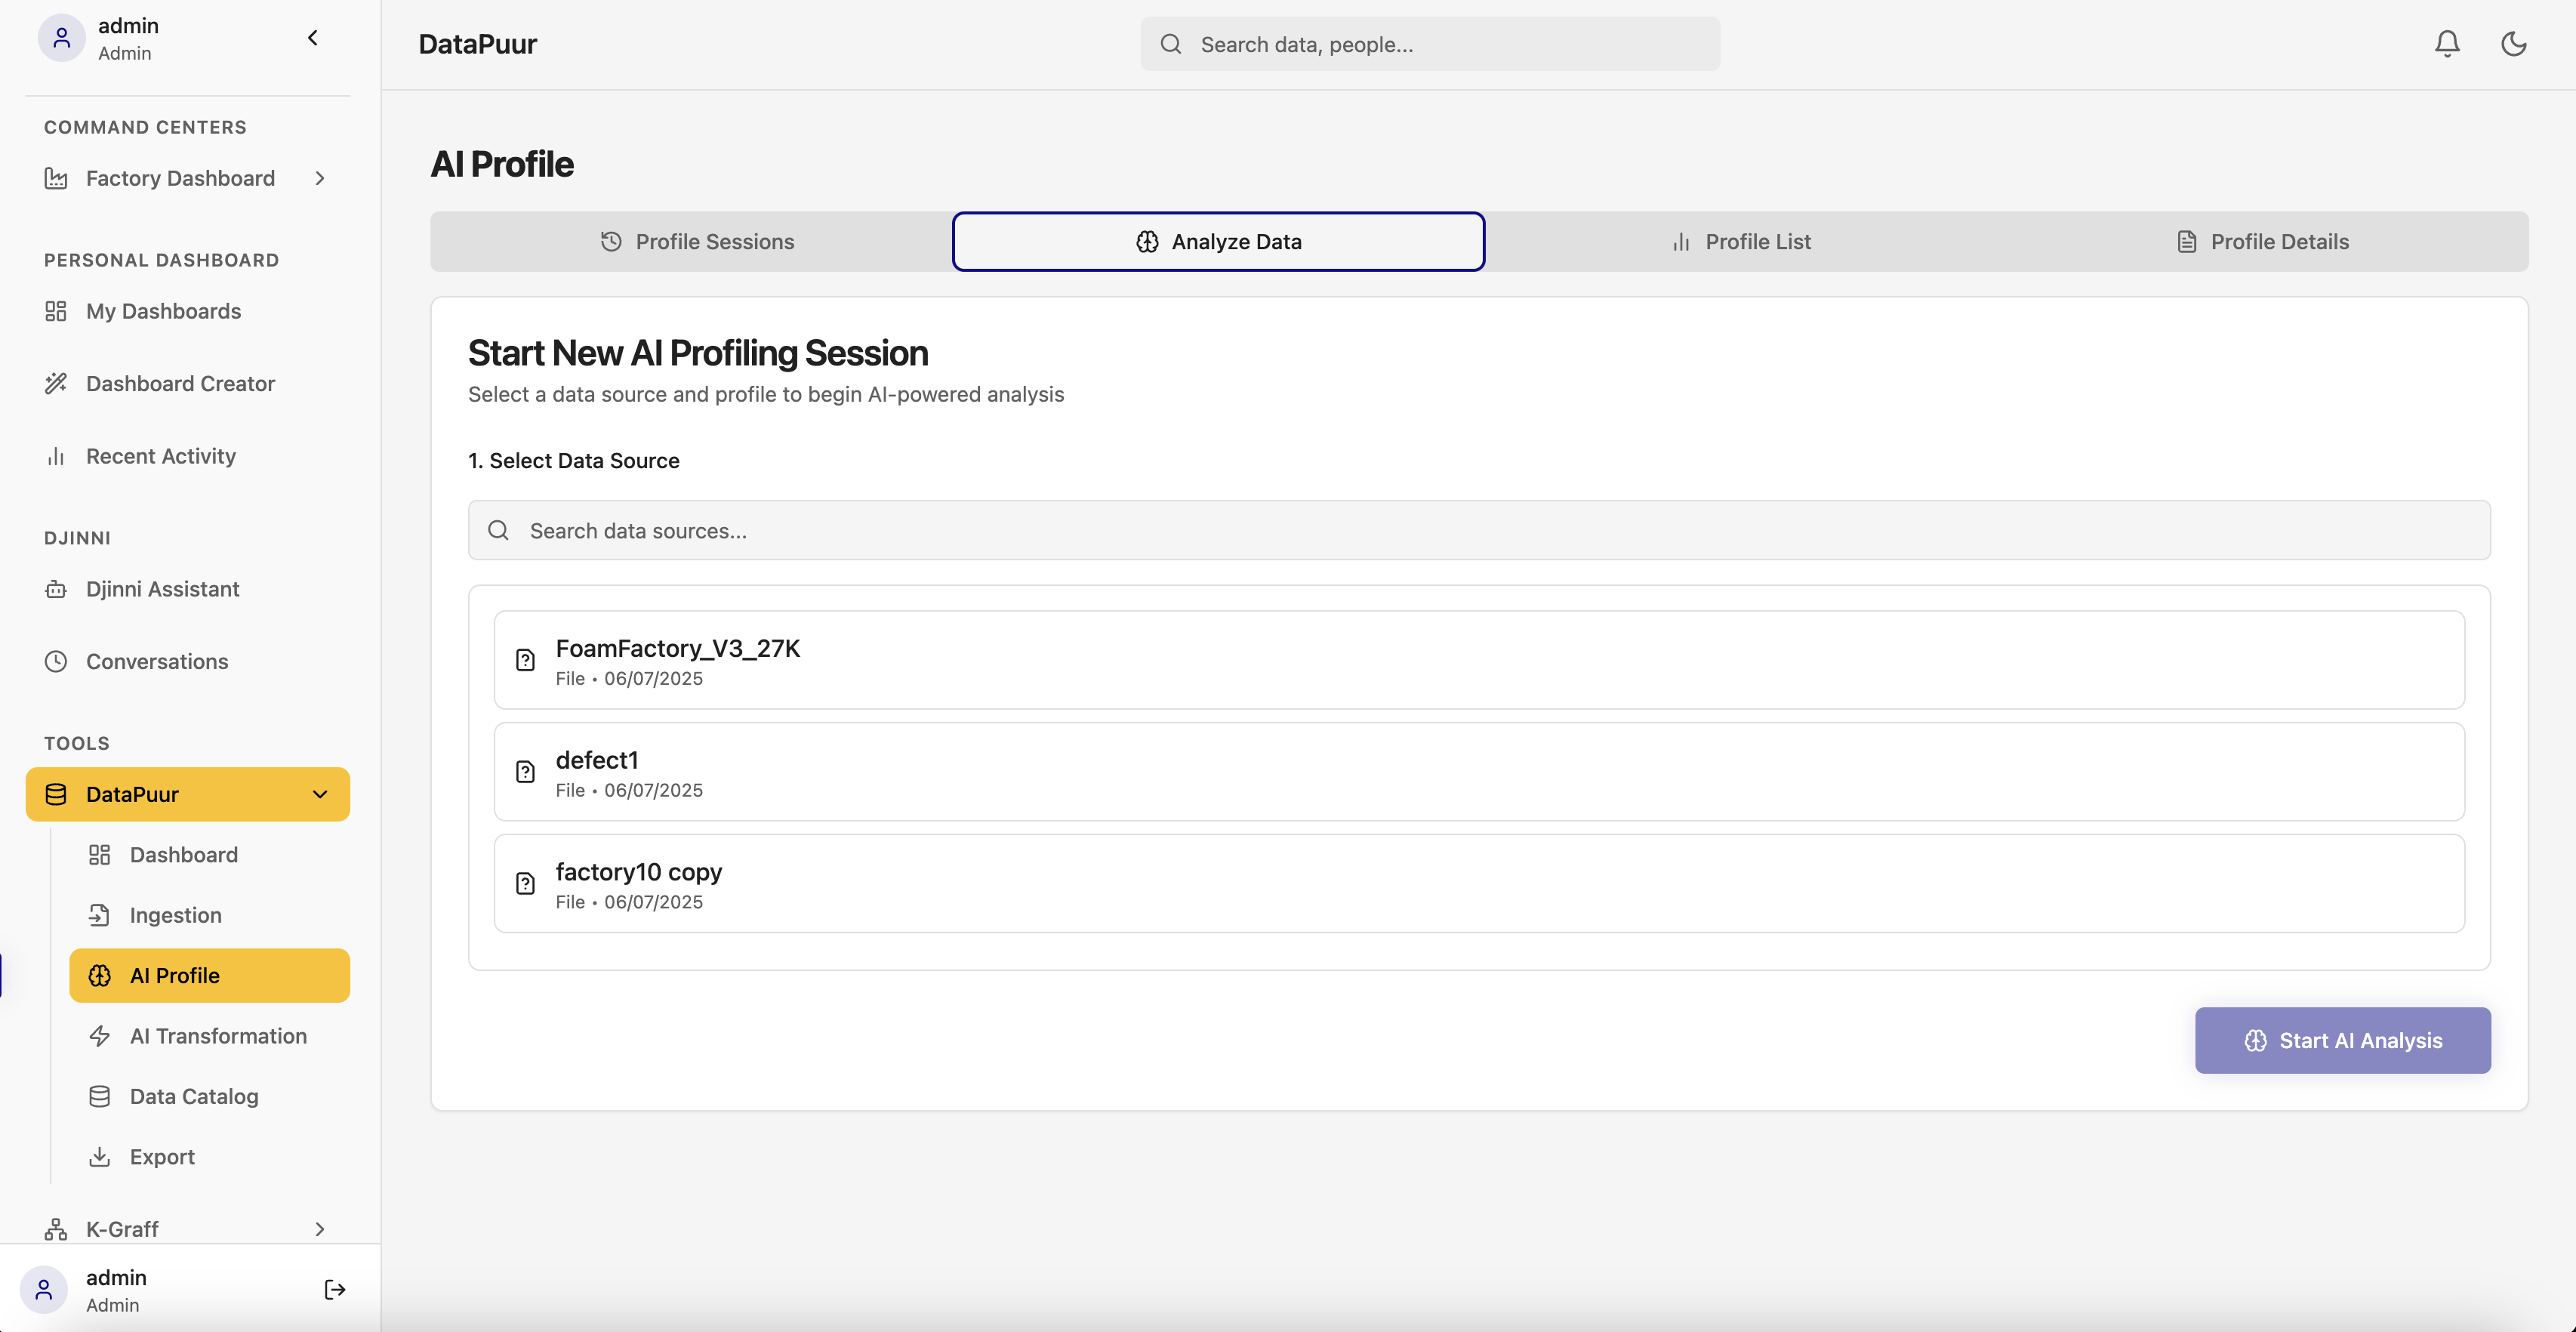 admin
Admin
COMMAND CENTERS
Factory Dashboard
PERSONAL DASHBOARD
My Dashboards
Dashboard Creator
Recent Activity
DJINNI
Djinni Assistant
Conversations
TOOLS
DataPuur
Dashboard
Ingestion
AI Profile
AI Transformation
Data Catalog
Export
K-Graff
admin
Admin
DataPuur
Search data, people...
AI Profile
Profile Sessions
Analyze Data
Profile List
Profile Details
Start New AI Profiling Session
Select a data source and profile to begin AI-powered analysis
1. Select Data Source
Search data sources...
FoamFactory_V3_27K
File • 06/07/2025
defect1
File • 06/07/2025
factory10 copy
File • 06/07/2025
Start AI Analysis